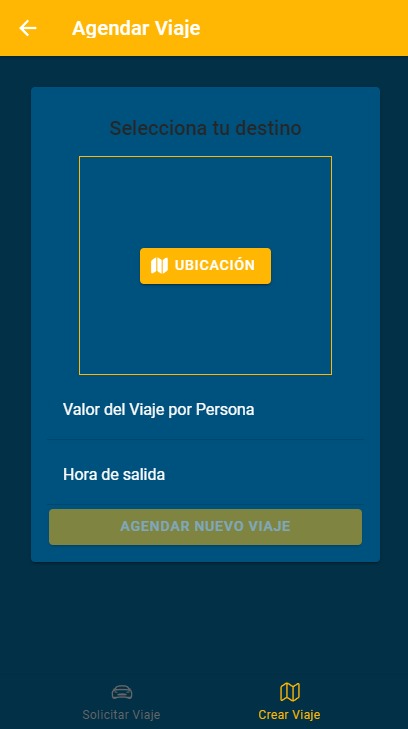 Agendar Viaje
Selecciona tu destino
UBICACIÓN
Valor del Viaje por Persona
Hora de salida
AGENDAR NUEVO VIAJE
Solicitar Viaje
Crear Viaje